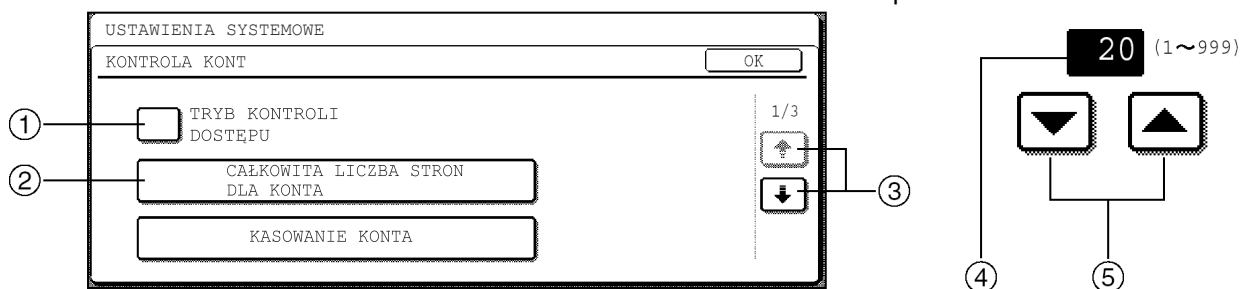 USTAWIENIA SYSTEMOWE
KONTROLA KONT
OK
1
TRYB KONTROLI
DOSTĘPU
1/3
2
CAŁKOWITA LICZBA STRON
DLA KONTA
3
KASOWANIE KONTA
20 (1～999)
4
5